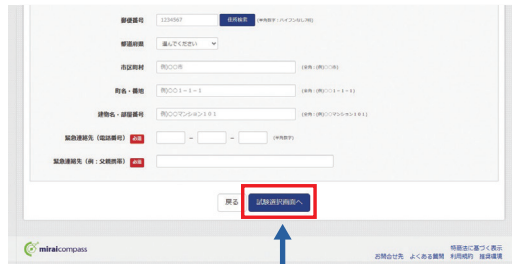 郵便番号 1234567 住所検索 (半角数字:ハイフンなし7桁)
都道府県 選んでください
市区町村 例)〇〇市 (全角:(例)〇〇市)
町名・番地 例)〇〇1-1-1 (全角:(例)〇〇1-1-1)
建物名・部屋番号 例)〇〇マンション101 (全角:(例)〇〇マンション101)
緊急連絡先(電話番号) 必須 - - (半角数字)
緊急連絡先(例:父親携帯) 必須
戻る 試験選択画面へ
miraicompass
特商法に基づく表示
お問合せ先 よくある質問 利用規約 推奨環境